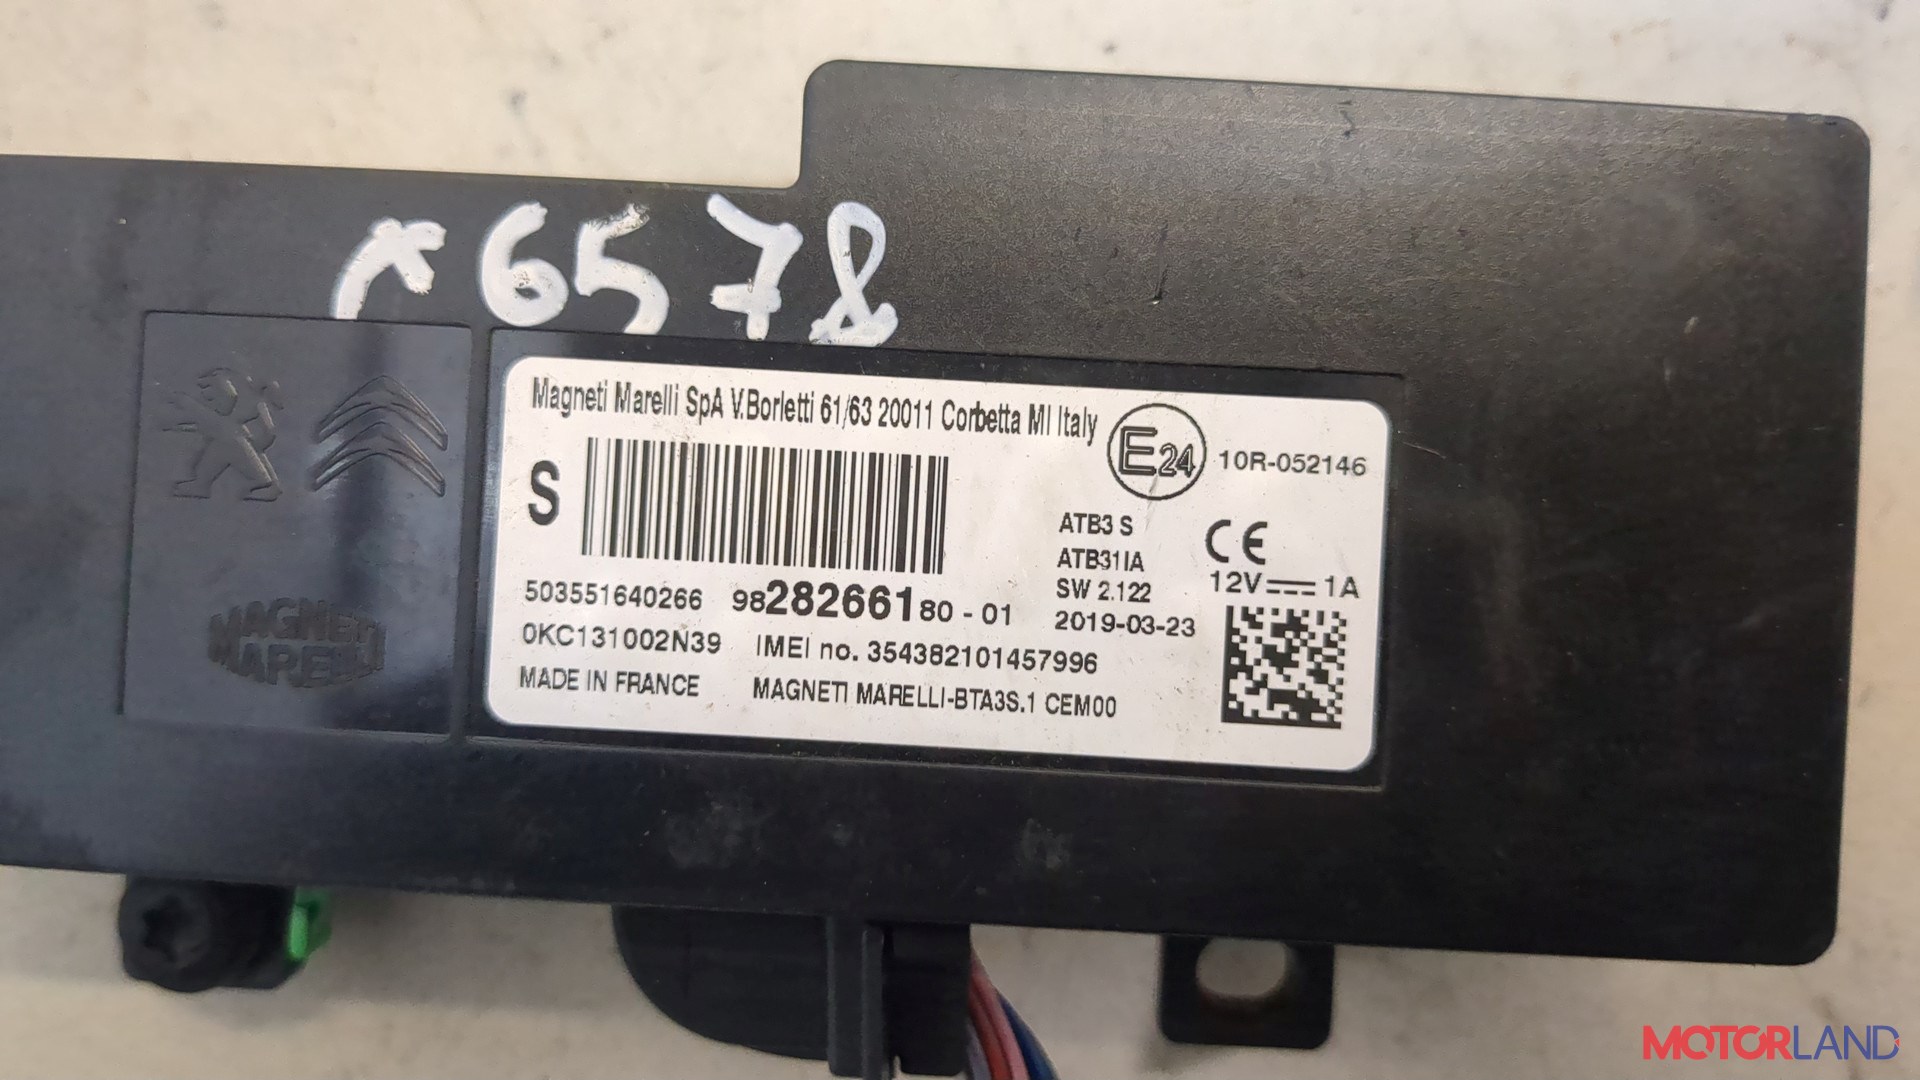 6578
Magneti Marelli SpA V.Borletti 61/63 20011 Corbetta MI Italy
E24 10R-052146
S
ATB3 S
ATB31IA
CE
SW 2.122
12V 1A
503551640266 9828266180-01
2019-03-23
0KC131002N39 IMEI no. 354382101457996
MADE IN FRANCE MAGNETI MARELLI-BTA3S.1 CEM00
MAGNETI
MARELLI
MOTORLAND